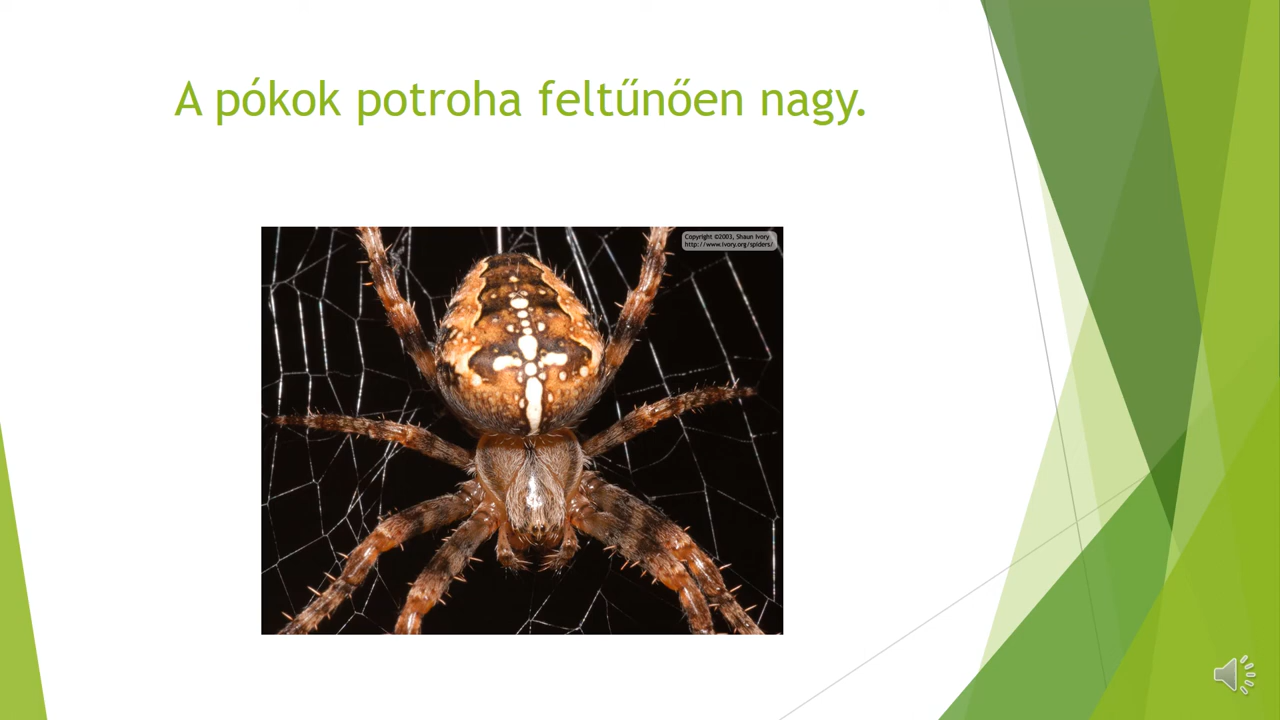 A pókok potroha feltűnően nagy.
Copyright ©2003, Shaun Ivory
http://www.ivory.org/spiders/